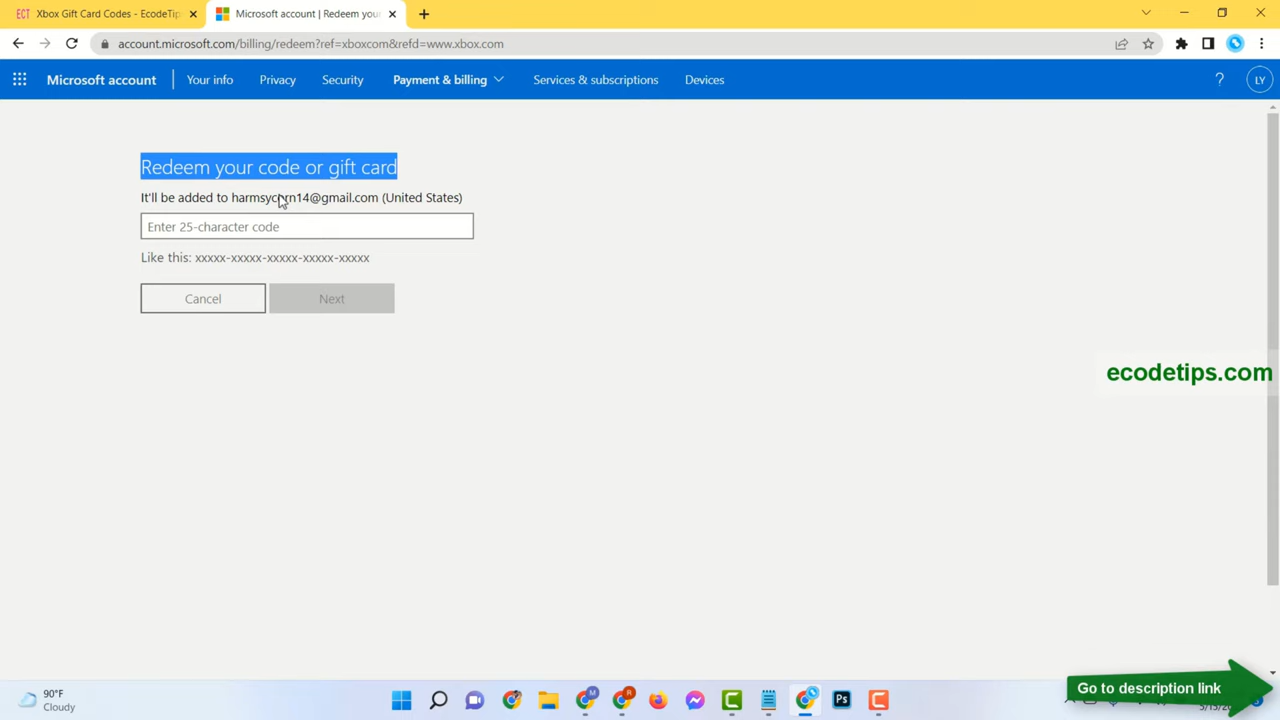 Xbox Gift Card Codes - EcodeTip
Microsoft account | Redeem you
account.microsoft.com/billing/redeem?ref=xboxcom&refd=www.xbox.com
Microsoft account
Your info
Privacy
Security
Payment & billing
Services & subscriptions
Devices
?
LY
Redeem your code or gift card
It'll be added to harmsycorn14@gmail.com (United States)
Enter 25-character code
Like this: xxxxx-xxxxx-xxxxx-xxxxx-xxxxx
Cancel
Next
ecodetips.com
Go to description link
90°F
Cloudy